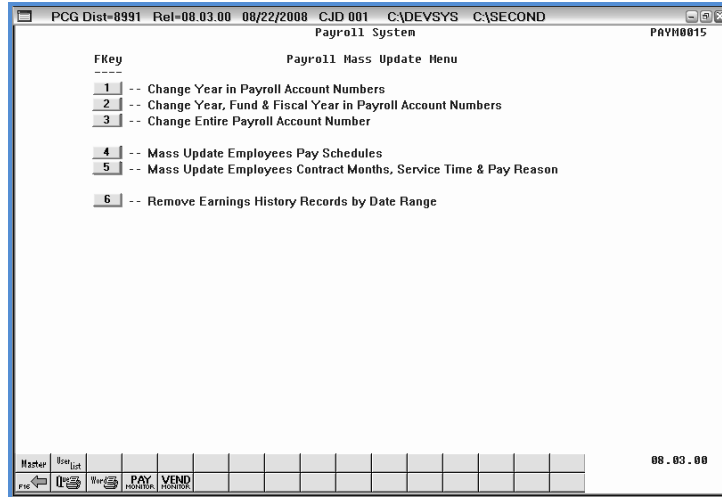 PCG Dist=8991 Rel=08.03.00 08/22/2008 CJD 001 C:\DEVSYS C:\SECOND
Payroll System PAYM0015
FKey Payroll Mass Update Menu
----
1 -- Change Year in Payroll Account Numbers
2 -- Change Year, Fund & Fiscal Year in Payroll Account Numbers
3 -- Change Entire Payroll Account Number
4 -- Mass Update Employees Pay Schedules
5 -- Mass Update Employees Contract Months, Service Time & Pay Reason
6 -- Remove Earnings History Records by Date Range
Master User List 08.03.00
F16 Que Word PAY MONITOR VEND MONITOR